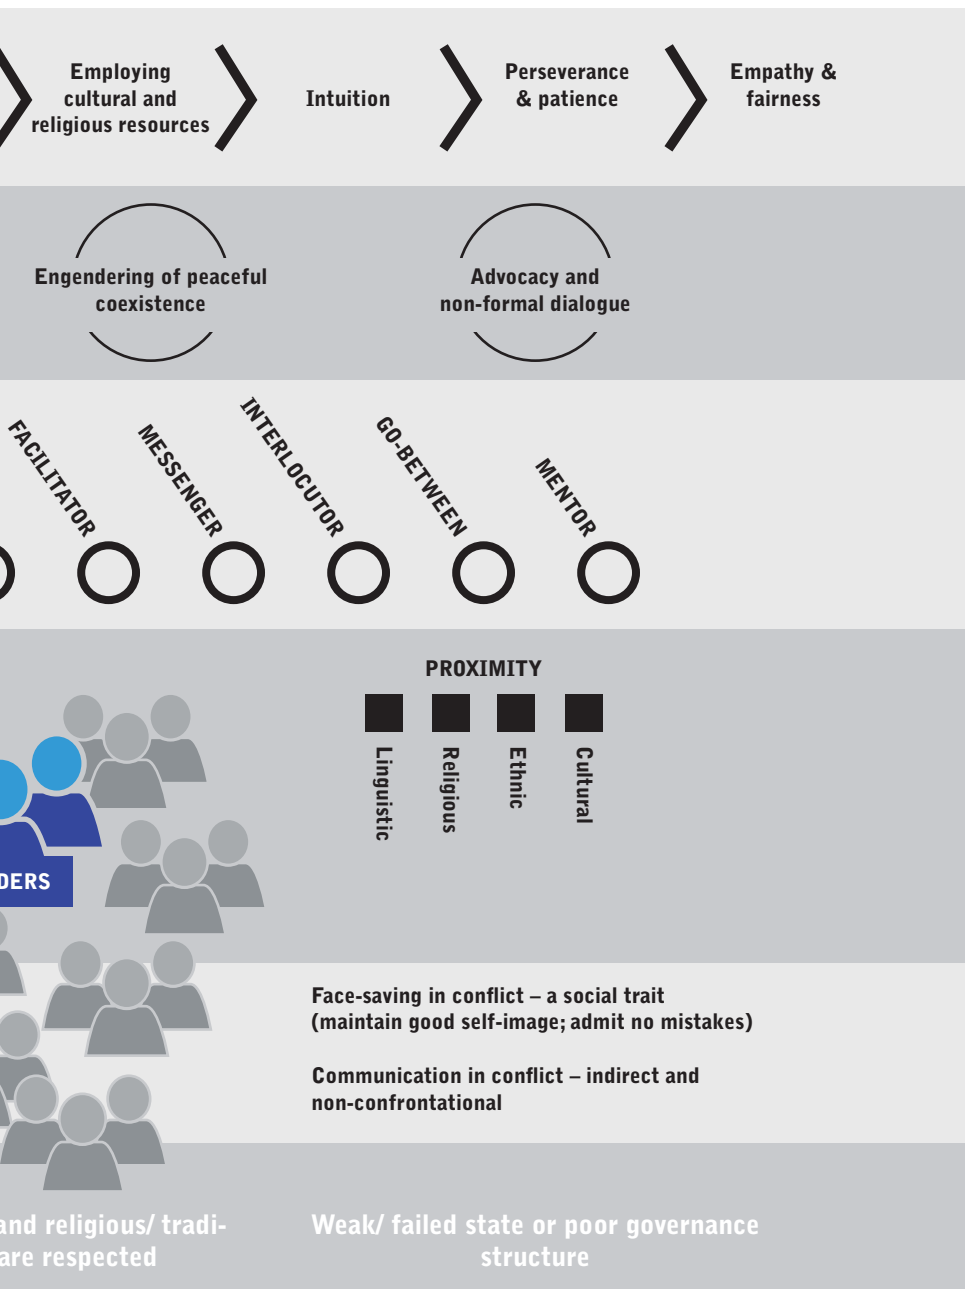 Employing
cultural and
religious resources
Intuition
Perseverance
& patience
Empathy &
fairness
Engendering of peaceful
coexistence
Advocacy and
non-formal dialogue
FACILITATOR
MESSENGER
INTERLOCUTOR
GO-BETWEEN
MENTOR
PROXIMITY
Linguistic
Religious
Ethnic
Cultural
DERS
Face-saving in conflict – a social trait
(maintain good self-image; admit no mistakes)
Communication in conflict – indirect and
non-confrontational
and religious/ tradi-
are respected
Weak/ failed state or poor governance
structure